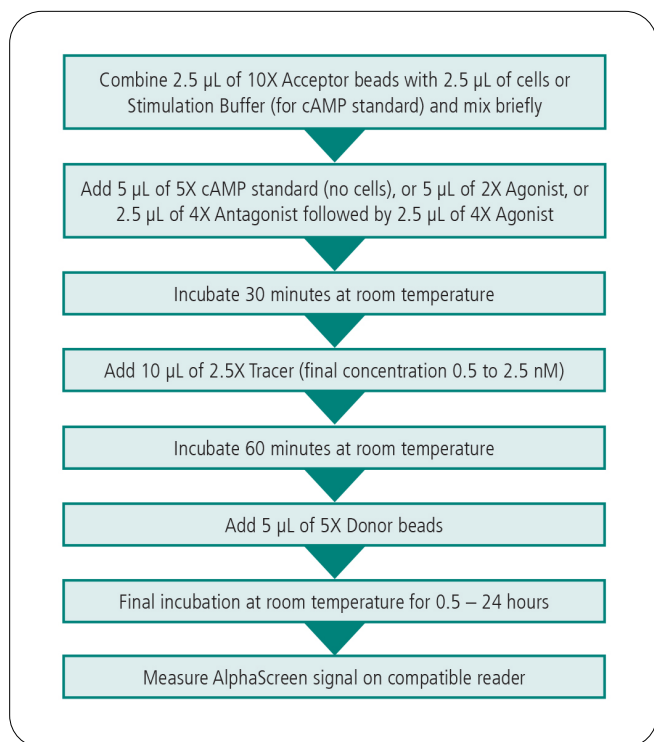 Combine 2.5 µL of 10X Acceptor beads with 2.5 µL of cells or
Stimulation Buffer (for cAMP standard) and mix briefly
Add 5 µL of 5X cAMP standard (no cells), or 5 µL of 2X Agonist, or
2.5 µL of 4X Antagonist followed by 2.5 µL of 4X Agonist
Incubate 30 minutes at room temperature
Add 10 µL of 2.5X Tracer (final concentration 0.5 to 2.5 nM)
Incubate 60 minutes at room temperature
Add 5 µL of 5X Donor beads
Final incubation at room temperature for 0.5 – 24 hours
Measure AlphaScreen signal on compatible reader